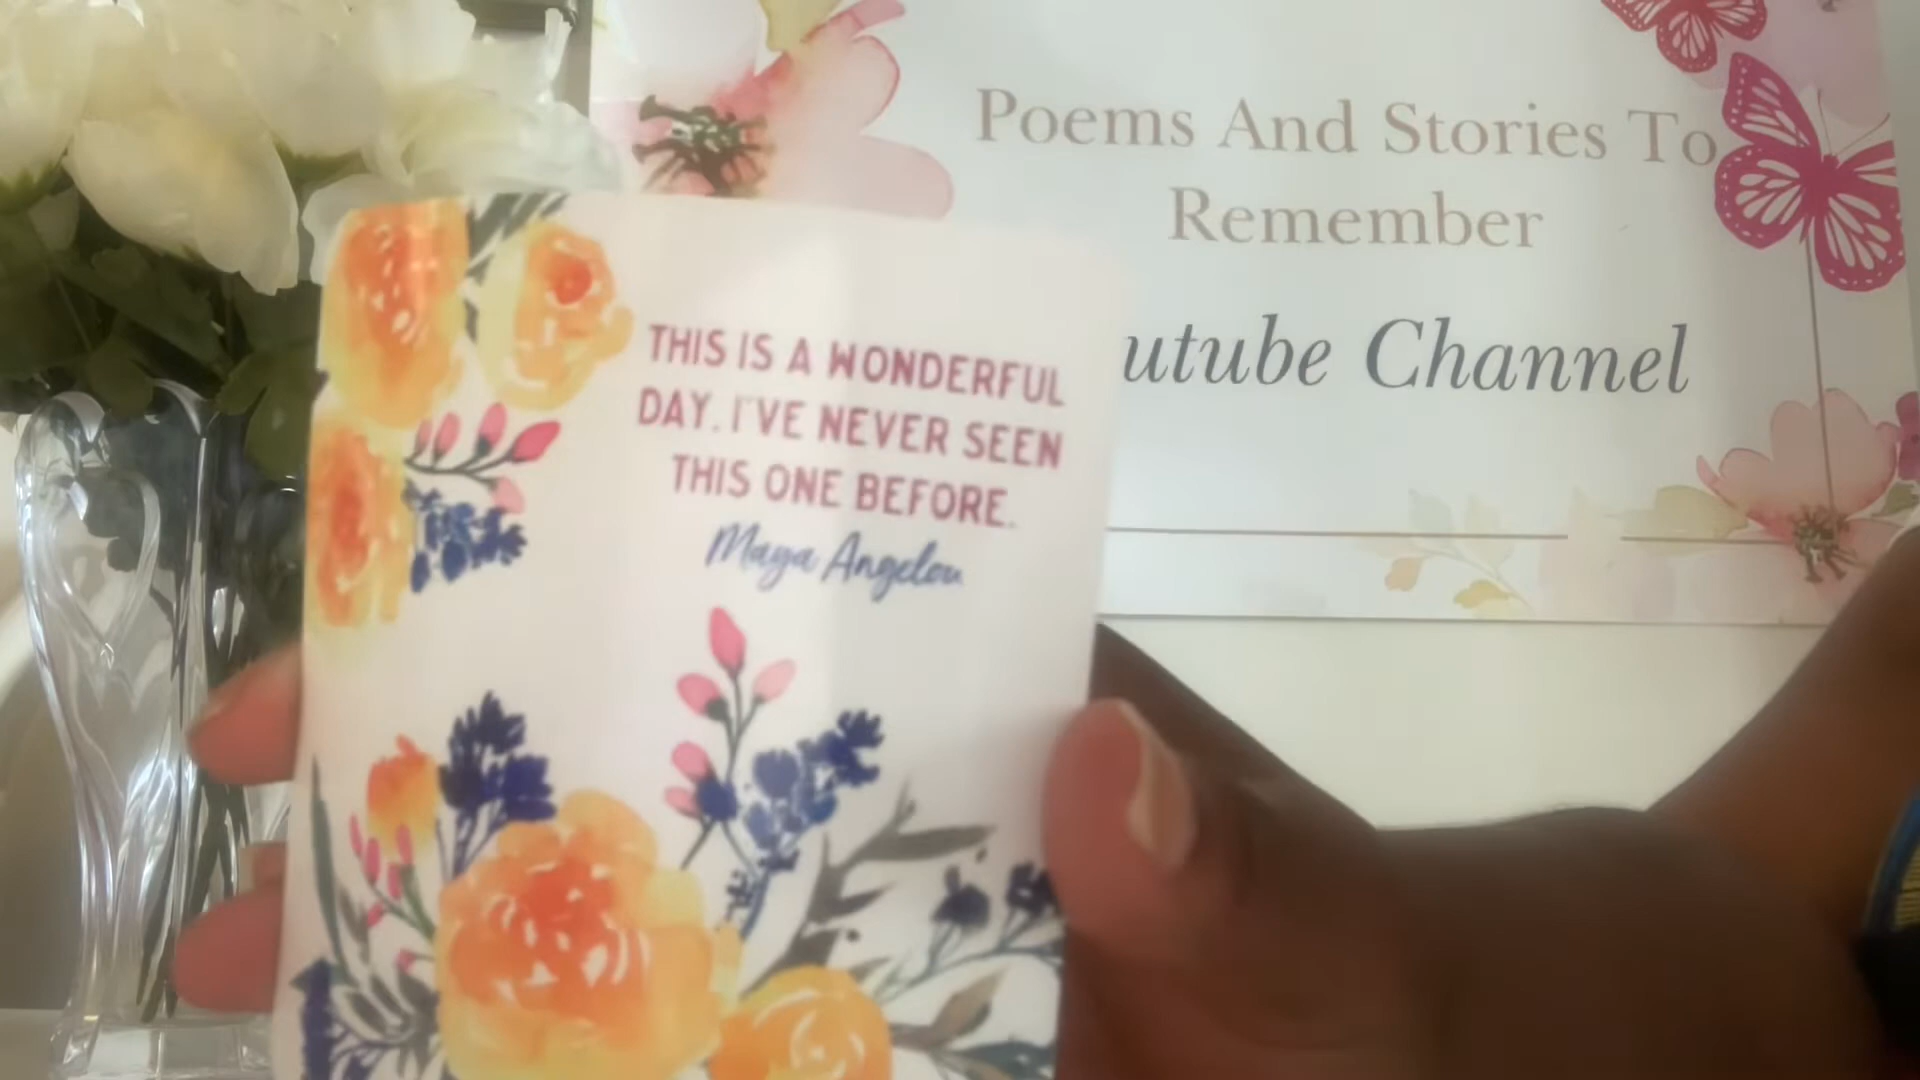 Poems And Stories To
Remember
utube Channel
THIS IS A WONDERFUL
DAY. I'VE NEVER SEEN
THIS ONE BEFORE.
Maya Angelou